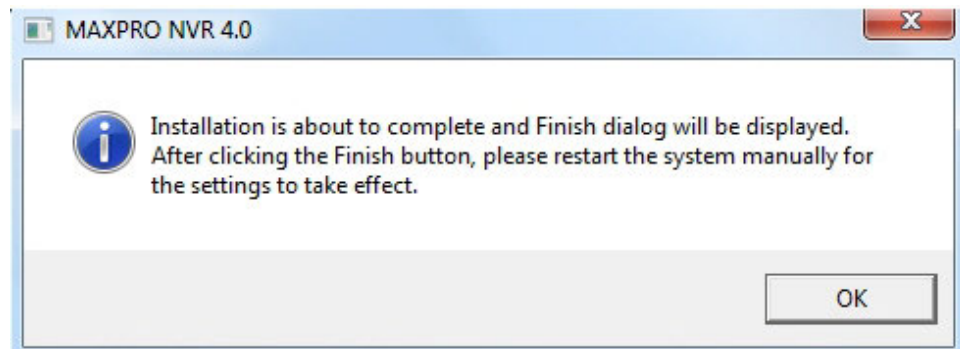 MAXPRO NVR 4.0
Installation is about to complete and Finish dialog will be displayed.
After clicking the Finish button, please restart the system manually for
the settings to take effect.
OK